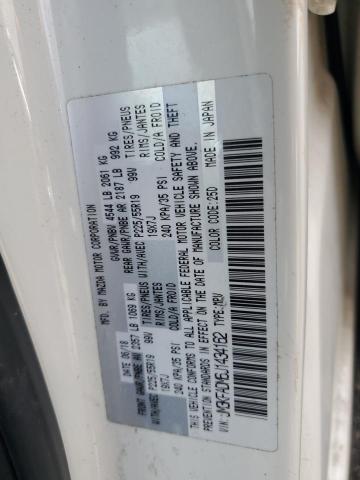 MFD. BY MAZDA MOTOR CORPORATION
DATE: 06/18 GVWR/PNBV 4544 LB 2061 KG
FRONT GAWR/PNBE AV 2357 LB 1069 KG REAR GAWR/PNBE AR 2187 LB 992 KG
WITH/AVEC P225/55R19 99V TIRES/PNEUS WITH/AVEC P225/55R19 99V TIRES/PNEUS
19X7J RIMS/JANTES 19X7J RIMS/JANTES
240 KPA/35 PSI COLD/A FROID 240 KPA/35 PSI COLD/A FROID
THIS VEHICLE CONFORMS TO ALL APPLICABLE FEDERAL MOTOR VEHICLE SAFETY AND THEFT
PREVENTION STANDARDS IN EFFECT ON THE DATE OF MANUFACTURE SHOWN ABOVE.
MADE IN JAPAN
V.I.N.: TYPE:MPV COLOR CODE:25D